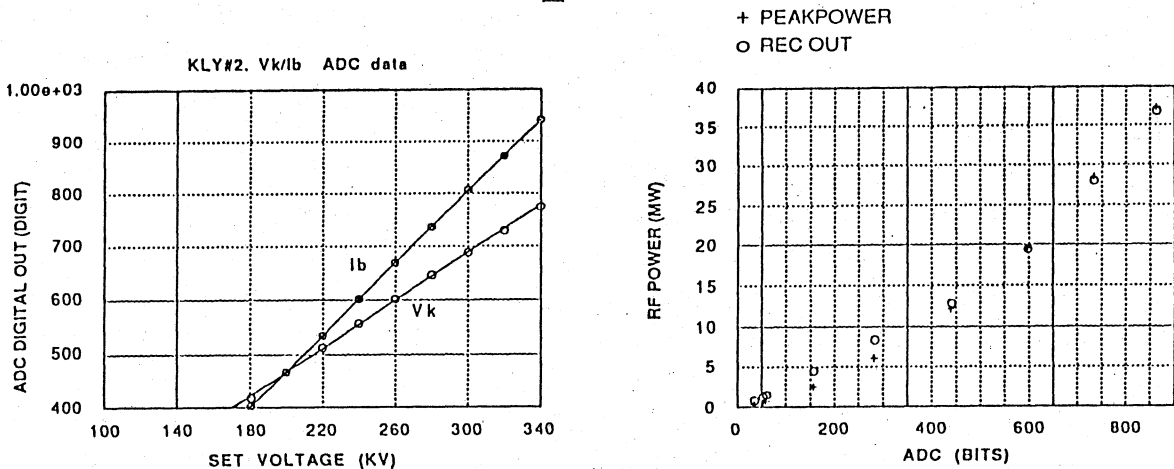 KLY#2. Vk/Ib ADC data
1.00e+03
900
800
700
600
500
400
100 140 180 220 260 300 340
ADC DIGITAL OUT (DIGIT)
SET VOLTAGE (KV)
Ib
Vk
+ PEAKPOWER
o REC OUT
40
35
30
25
20
15
10
5
0
0 200 400 600 800
RF POWER (MW)
ADC (BITS)